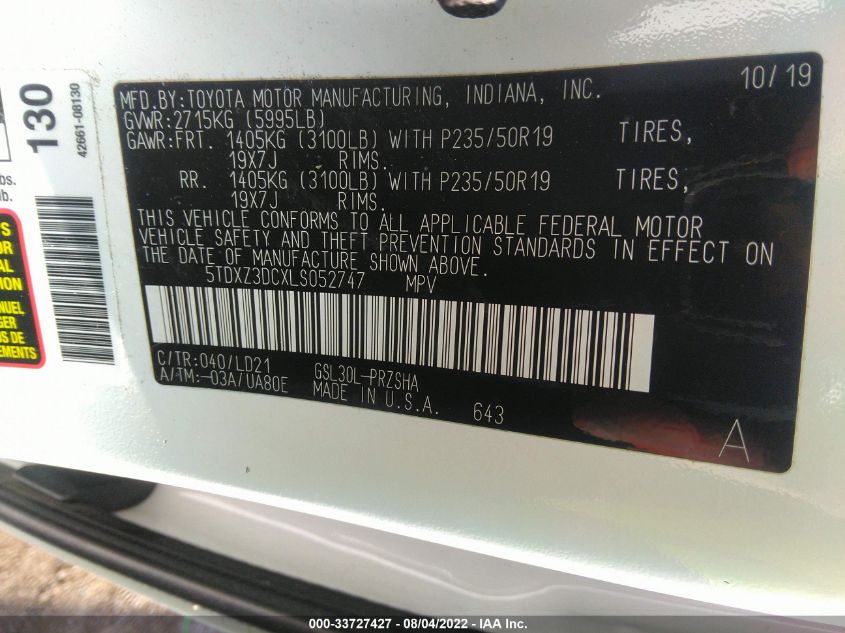 MFD.BY:TOYOTA MOTOR MANUFACTURING, INDIANA, INC. 10/19
GVWR:2715KG (5995LB)
GAWR:FRT. 1405KG (3100LB) WITH P235/50R19 TIRES,
19X7J RIMS.
RR. 1405KG (3100LB) WITH P235/50R19 TIRES,
19X7J RIMS.
THIS VEHICLE CONFORMS TO ALL APPLICABLE FEDERAL MOTOR
VEHICLE SAFETY AND THEFT PREVENTION STANDARDS IN EFFECT ON
THE DATE OF MANUFACTURE SHOWN ABOVE.
5TDXZ3DCXLS052747 MPV
C/TR:040/LD21 GSL30L-PRZSHA
A/TM:-03A/UA80E MADE IN U.S.A. 643
A
130
42661-08130
bs.
b.
000-33727427 - 08/04/2022 - IAA Inc.